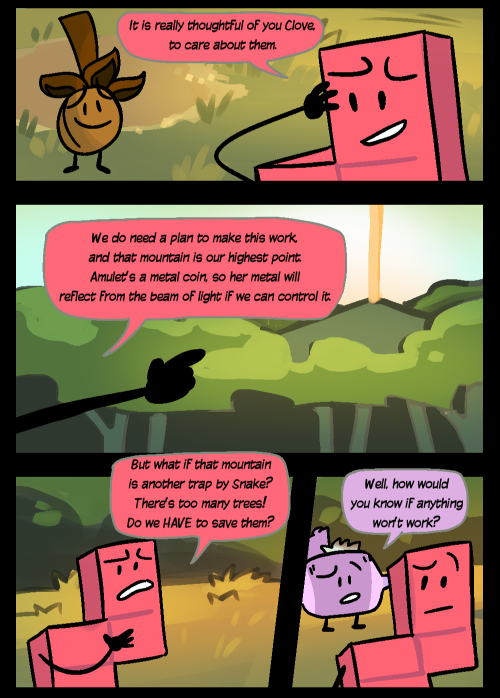 It is really thoughtful of you Clove,
to care about them.
We do need a plan to make this work,
and that mountain is our highest point.
Amulet's a metal coin, so her metal will
reflect from the beam of light if we can control it.
But what if that mountain
is another trap by Snake?
There's too many trees!
Do we HAVE to save them?
Well, how would
you know if anything
won't work?